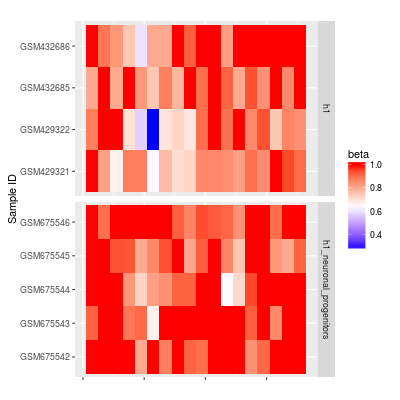 GSM432686
GSM432685
GSM429322
GSM429321
h1
GSM675546
GSM675545
GSM675544
GSM675543
GSM675542
h1_neuronal_progenitors
Sample ID
beta
1.0
0.8
0.6
0.4